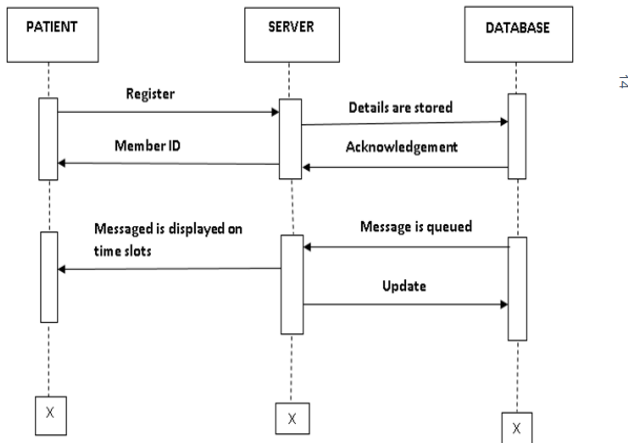 PATIENT
SERVER
DATABASE
14
Register
Details are stored
Member ID
Acknowledgement
Messaged is displayed on
time slots
Message is queued
Update
X
X
X